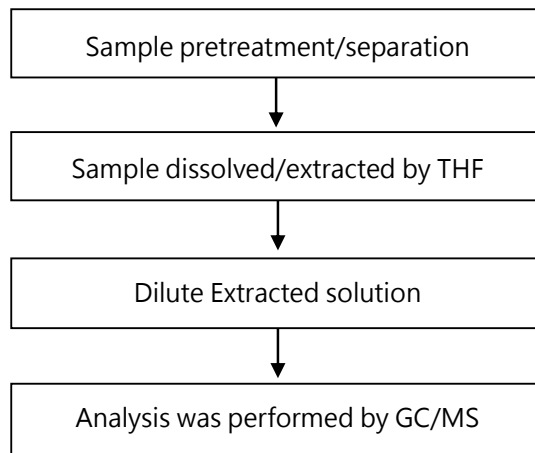 Sample pretreatment/separation
Sample dissolved/extracted by THF
Dilute Extracted solution
Analysis was performed by GC/MS